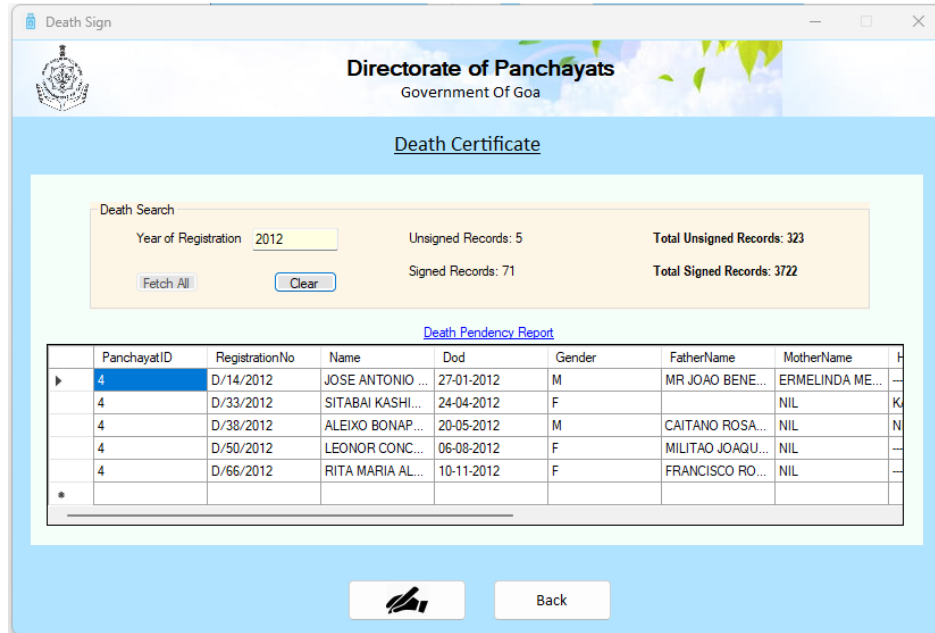 Death Sign
Directorate of Panchayats
Government Of Goa
Death Certificate
Death Search
Year of Registration 2012 Unsigned Records: 5 Total Unsigned Records: 323
Fetch All Clear Signed Records: 71 Total Signed Records: 3722
Death Pendency Report
PanchayatID RegistrationNo Name Dod Gender FatherName MotherName H
4 D/14/2012 JOSE ANTONIO ... 27-01-2012 M MR JOAO BENE... ERMELINDA ME... ---
4 D/33/2012 SITABAI KASHI... 24-04-2012 F NIL KA
4 D/38/2012 ALEIXO BONAP... 20-05-2012 M CAITANO ROSA... NIL N
4 D/50/2012 LEONOR CONC... 06-08-2012 F MILITAO JOAQU... NIL ---
4 D/66/2012 RITA MARIA AL... 10-11-2012 F FRANCISCO RO... NIL ---
Back